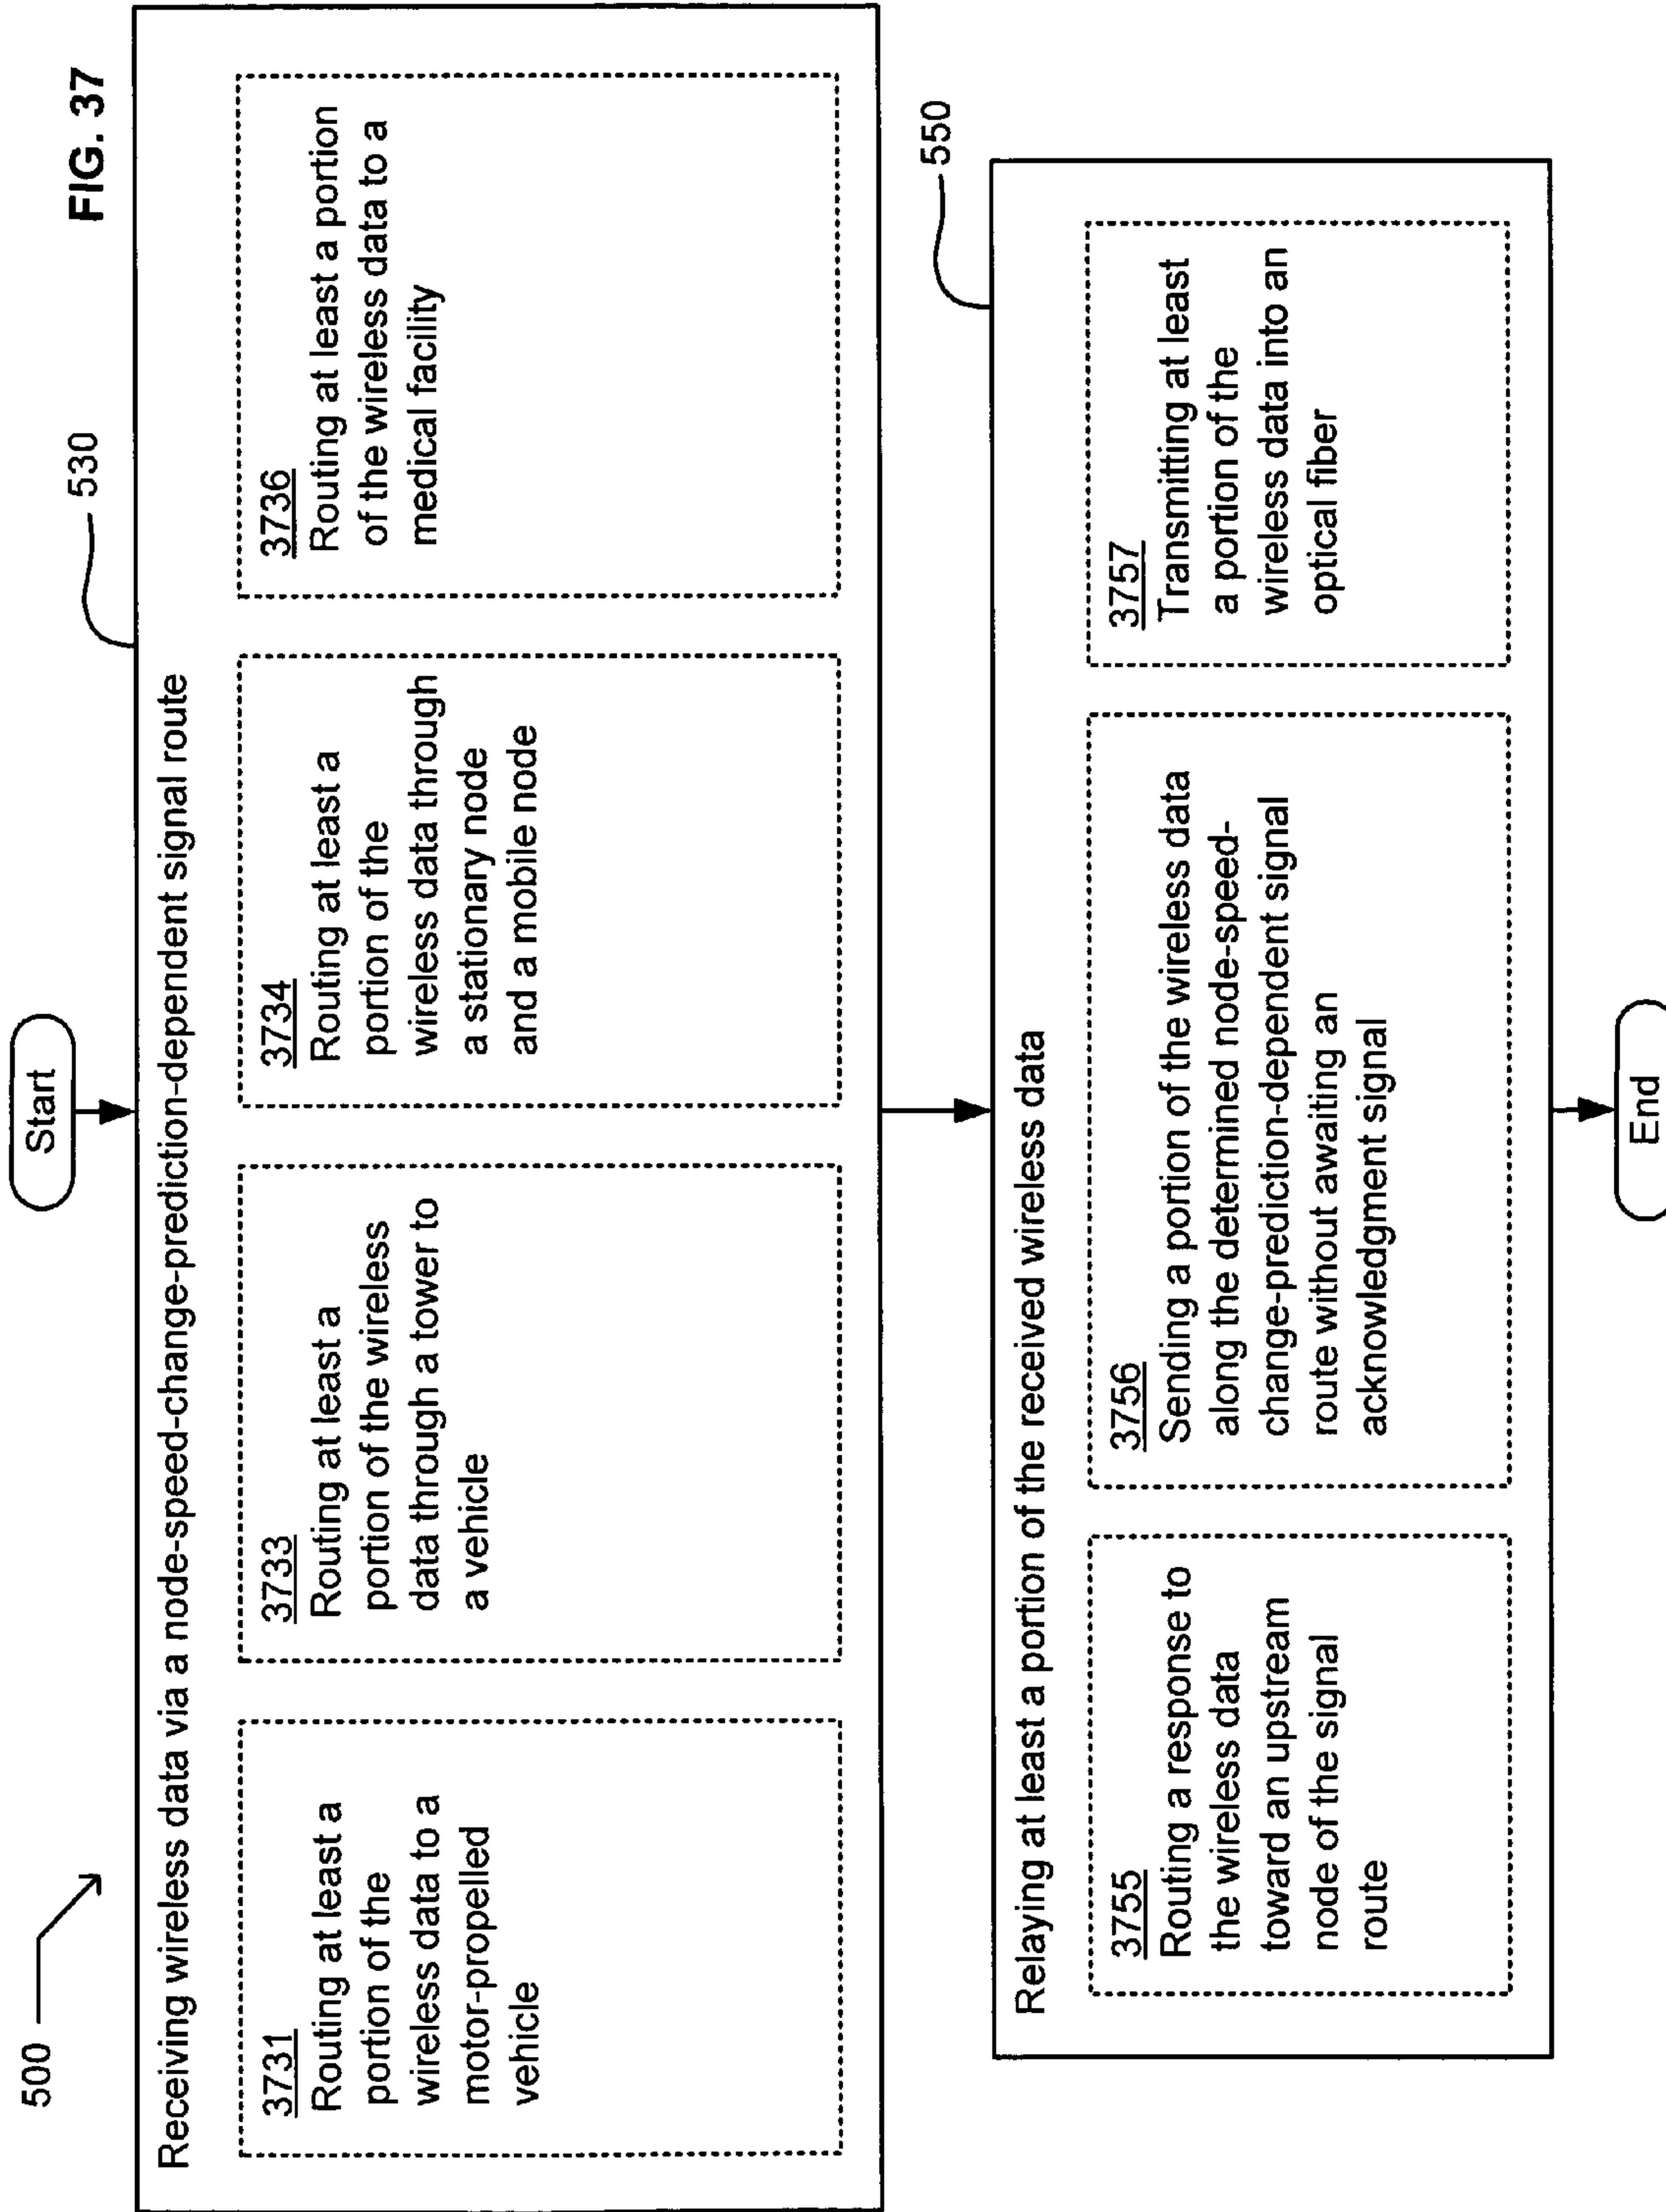 FIG. 37
500
Start
530
Receiving wireless data via a node-speed-change-prediction-dependent signal route
3731
Routing at least a
portion of the
wireless data to a
motor-propelled
vehicle
3733
Routing at least a
portion of the wireless
data through a tower to
a vehicle
3734
Routing at least a
portion of the
wireless data through
a stationary node
and a mobile node
3736
Routing at least a portion
of the wireless data to a
medical facility
550
Relaying at least a portion of the received wireless data
3755
Routing a response to
the wireless data
toward an upstream
node of the signal
route
3756
Sending a portion of the wireless data
along the determined node-speed-
change-prediction-dependent signal
route without awaiting an
acknowledgment signal
3757
Transmitting at least
a portion of the
wireless data into an
optical fiber
End